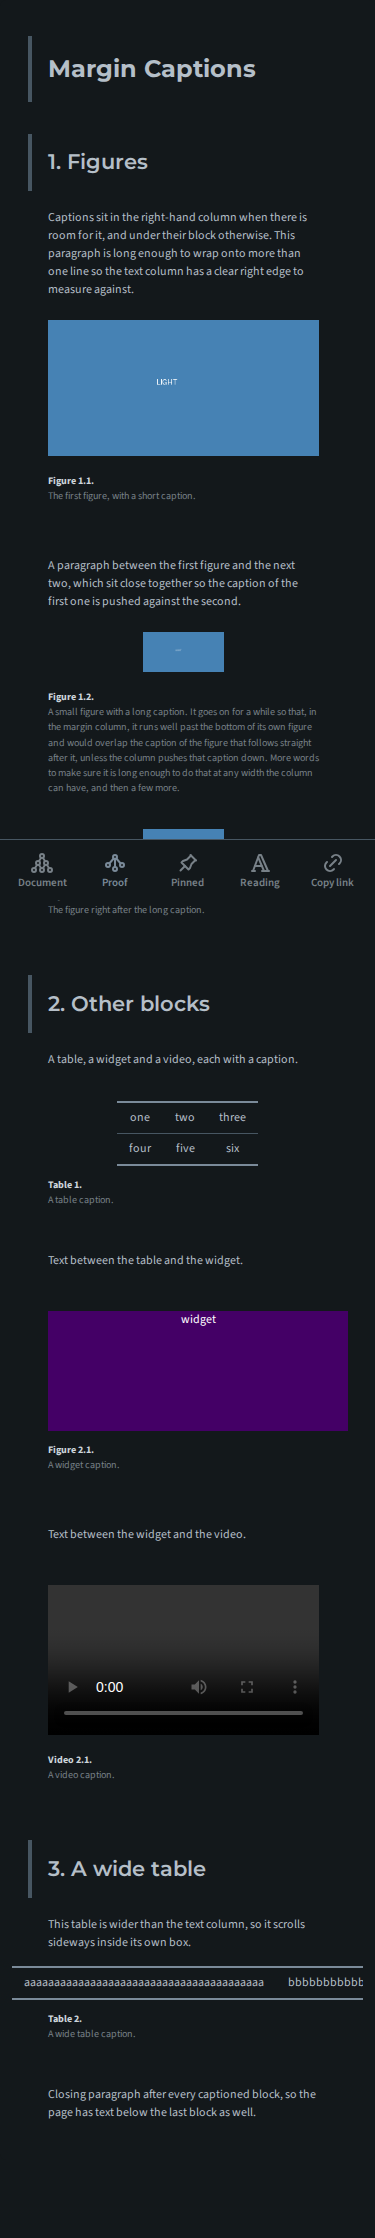 Margin Captions
1. Figures
Captions sit in the right-hand column when there is
room for it, and under their block otherwise. This
paragraph is long enough to wrap onto more than
one line so the text column has a clear right edge to
measure against.
LIGHT
Figure 1.1.
The first figure, with a short caption.
A paragraph between the first figure and the next
two, which sit close together so the caption of the
first one is pushed against the second.
Figure 1.2.
A small figure with a long caption. It goes on for a while so that, in
the margin column, it runs well past the bottom of its own figure
and would overlap the caption of the figure that follows straight
after it, unless the column pushes that caption down. More words
to make sure it is long enough to do that at any width the column
can have, and then a few more.
Document Proof Pinned Reading Copy link
The figure right after the long caption.
2. Other blocks
A table, a widget and a video, each with a caption.
one two three
four five six
Table 1.
A table caption.
Text between the table and the widget.
widget
Figure 2.1.
A widget caption.
Text between the widget and the video.
0:00
Video 2.1.
A video caption.
3. A wide table
This table is wider than the text column, so it scrolls
sideways inside its own box.
aaaaaaaaaaaaaaaaaaaaaaaaaaaaaaaaaaaaaaaa bbbbbbbbbbb
Table 2.
A wide table caption.
Closing paragraph after every captioned block, so the
page has text below the last block as well.